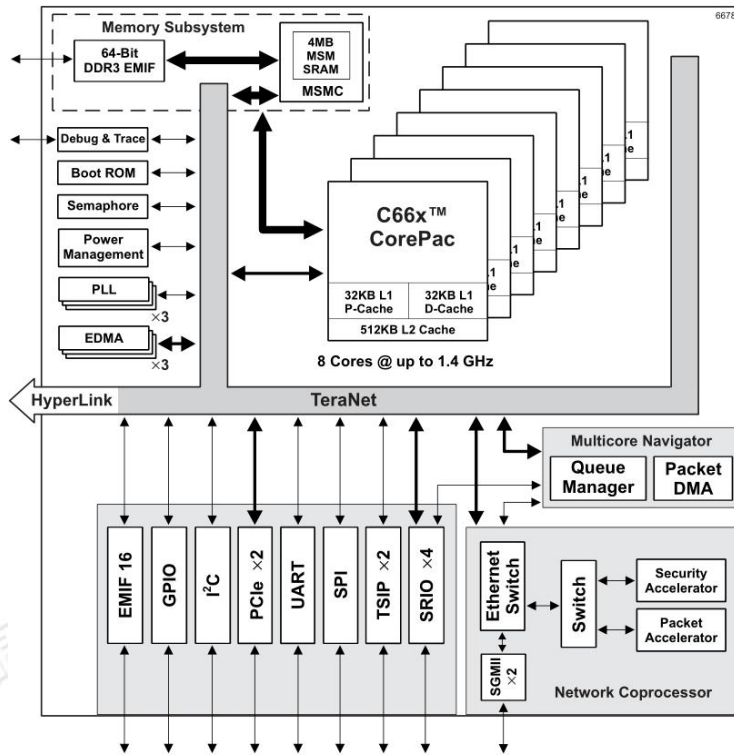 6678
Memory Subsystem
64-Bit
DDR3 EMIF
4MB
MSM
SRAM
MSMC
Debug & Trace
Boot ROM
Semaphore
Power
Management
PLL
×3
EDMA
×3
C66x™
CorePac
32KB L1
P-Cache
32KB L1
D-Cache
512KB L2 Cache
8 Cores @ up to 1.4 GHz
HyperLink
TeraNet
Multicore Navigator
Queue
Manager
Packet
DMA
EMIF 16
GPIO
I²C
PCIe ×2
UART
SPI
TSIP ×2
SRIO ×4
Ethernet
Switch
Switch
Security
Accelerator
Packet
Accelerator
SGMII
×2
Network Coprocessor